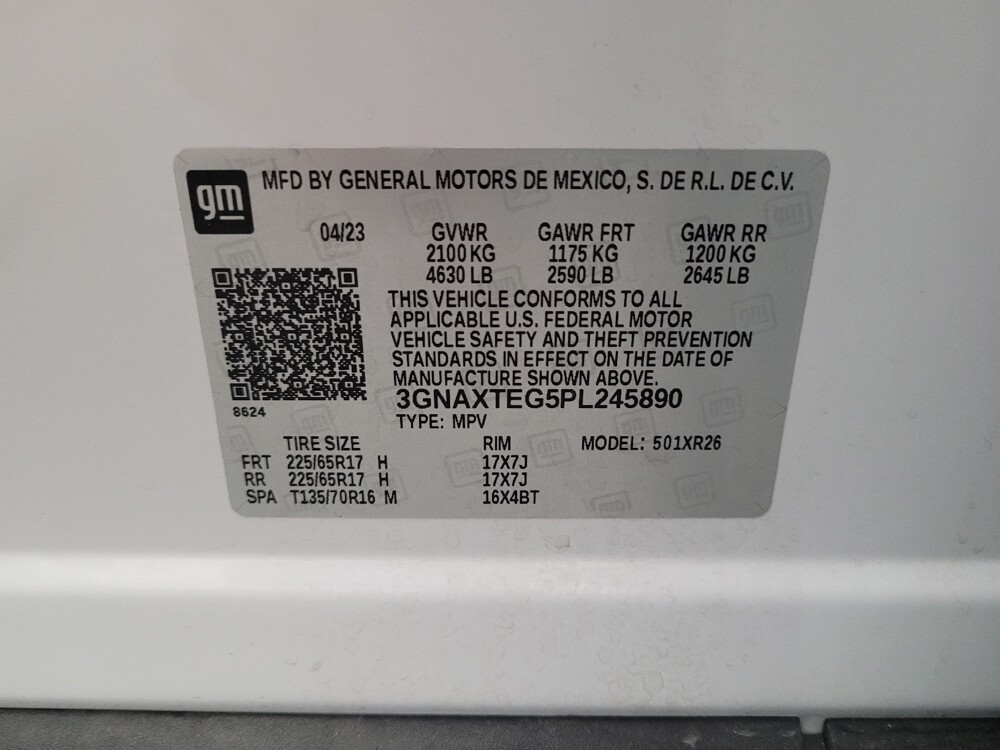 gm
MFD BY GENERAL MOTORS DE MEXICO, S. DE R.L. DE C.V.
04/23 GVWR GAWR FRT GAWR RR
2100 KG 1175 KG 1200 KG
4630 LB 2590 LB 2645 LB
THIS VEHICLE CONFORMS TO ALL
APPLICABLE U.S. FEDERAL MOTOR
VEHICLE SAFETY AND THEFT PREVENTION
STANDARDS IN EFFECT ON THE DATE OF
MANUFACTURE SHOWN ABOVE.
3GNAXTEG5PL245890
8624
TYPE: MPV
TIRE SIZE RIM MODEL: 501XR26
FRT 225/65R17 H 17X7J
RR 225/65R17 H 17X7J
SPA T135/70R16 M 16X4BT